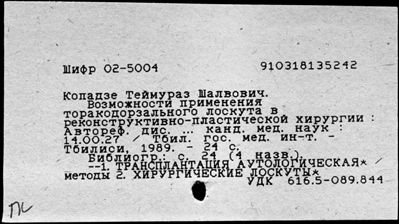 Шифр 02-5004 910318135242
Копадзе Теймураз Шалвович.
Возможности применения
торакодорзального лоскута в
реконструктивно-пластической хирургии :
Автореф. дис. ... канд. мед. наук :
14.00.27 / Тбил. гос. мед. ин-т. -
Тбилиси, 1989. - 24 с.
Библиогр.: с. 24 (4 назв.).
--1. ТРАНСПЛАНТАЦИЯ АУТОЛОГИЧЕСКАЯ* /
методы 2. ХИРУРГИЧЕСКИЕ ЛОСКУТЫ*
УДК 616.5-089.844
ПС